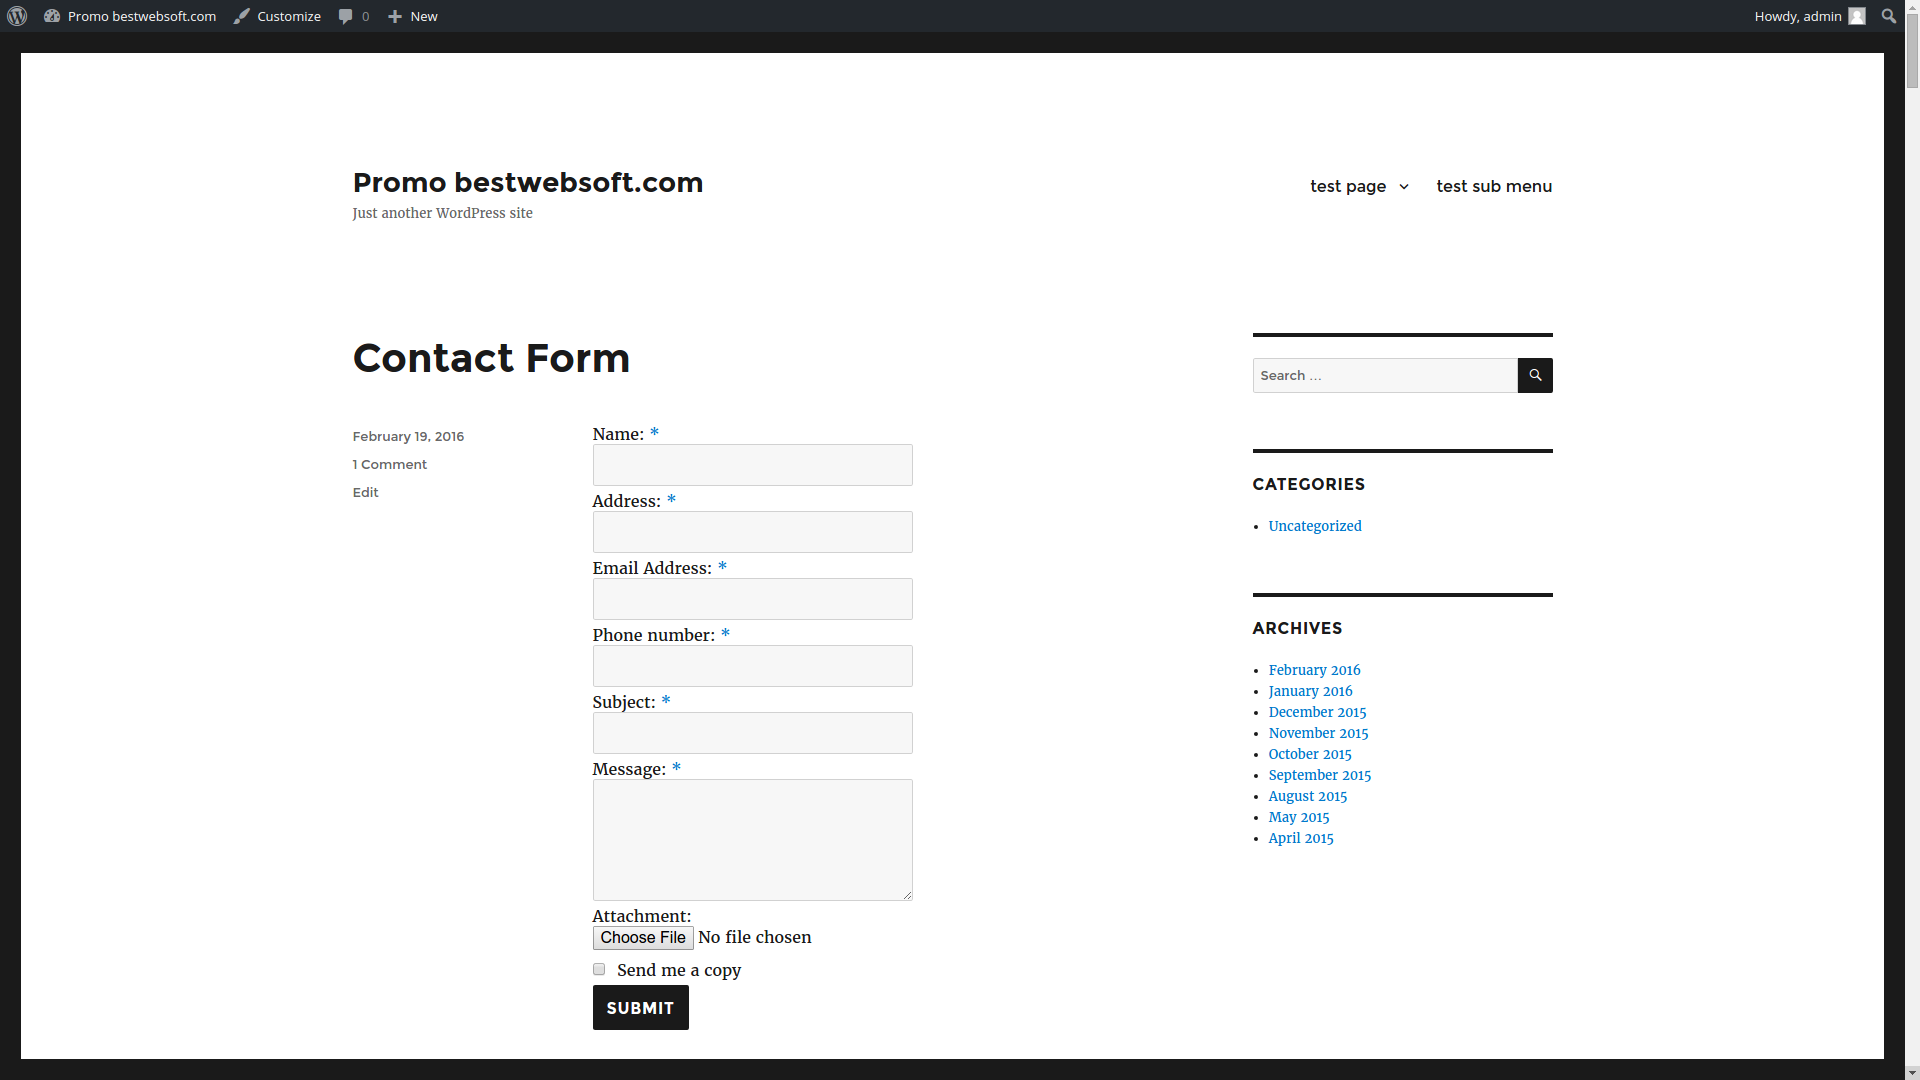 Promo bestwebsoft.com Customize 0 New Howdy, admin
Promo bestwebsoft.com
Just another WordPress site
test page test sub menu
Contact Form
February 19, 2016
1 Comment
Edit
Name: *
Address: *
Email Address: *
Phone number: *
Subject: *
Message: *
Attachment:
Choose File No file chosen
Send me a copy
SUBMIT
Search ...
CATEGORIES
Uncategorized
ARCHIVES
February 2016
January 2016
December 2015
November 2015
October 2015
September 2015
August 2015
May 2015
April 2015